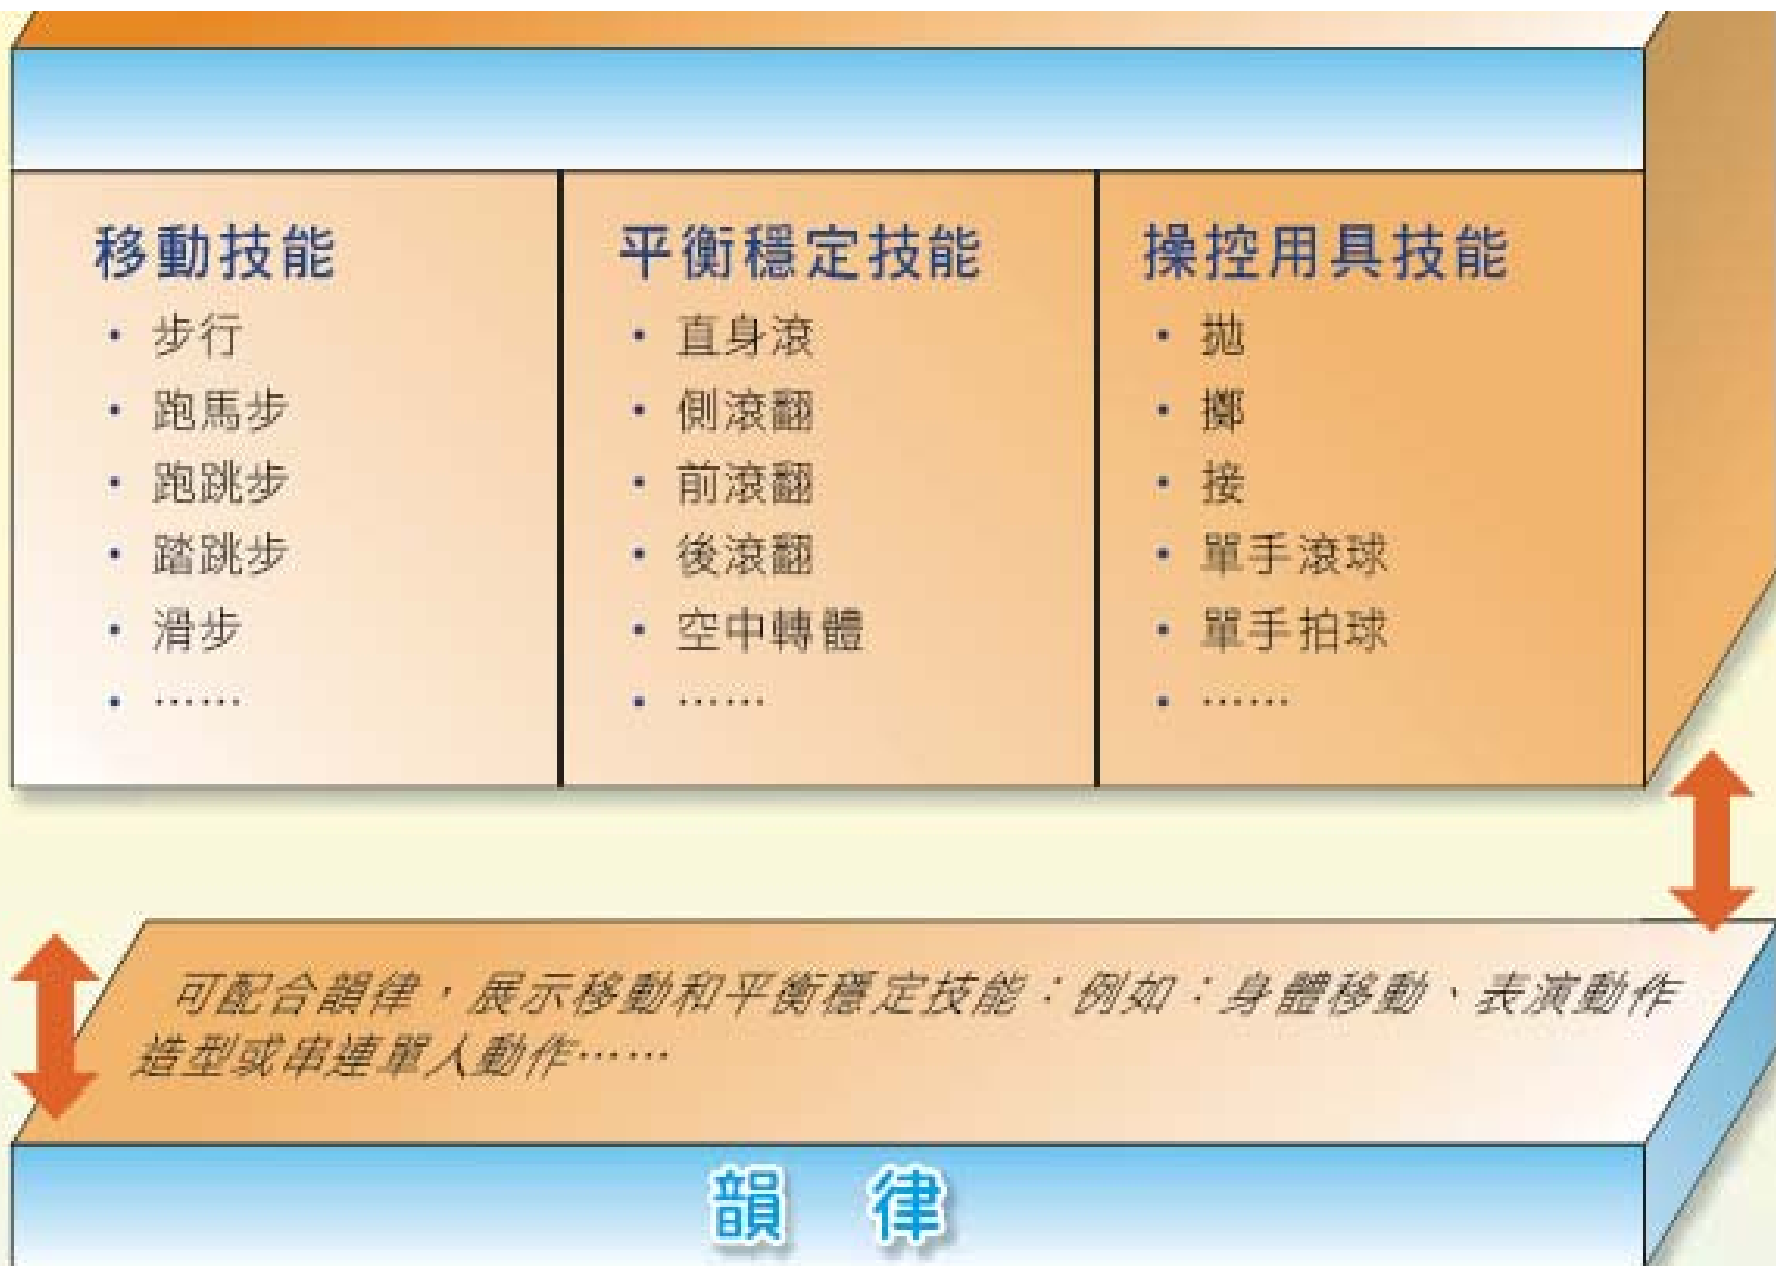 移動技能
• 步行
• 跑馬步
• 跑跳步
• 踏跳步
• 滑步
• ……
平衡穩定技能
• 直身滾
• 側滾翻
• 前滾翻
• 後滾翻
• 空中轉體
• ……
操控用具技能
• 拋
• 擲
• 接
• 單手滾球
• 單手拍球
• ……
可配合韻律，展示移動和平衡穩定技能：例如：身體移動、表演動作
造型或串連單人動作……
韻 律